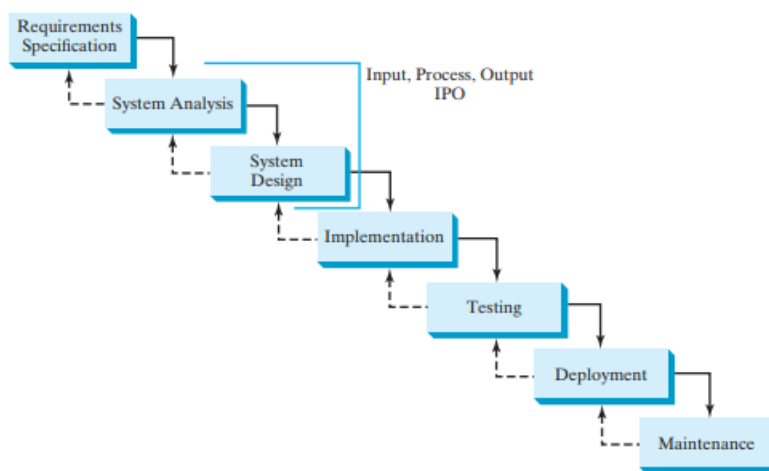 Requirements
Specification
Input, Process, Output
IPO
System Analysis
System
Design
Implementation
Testing
Deployment
Maintenance